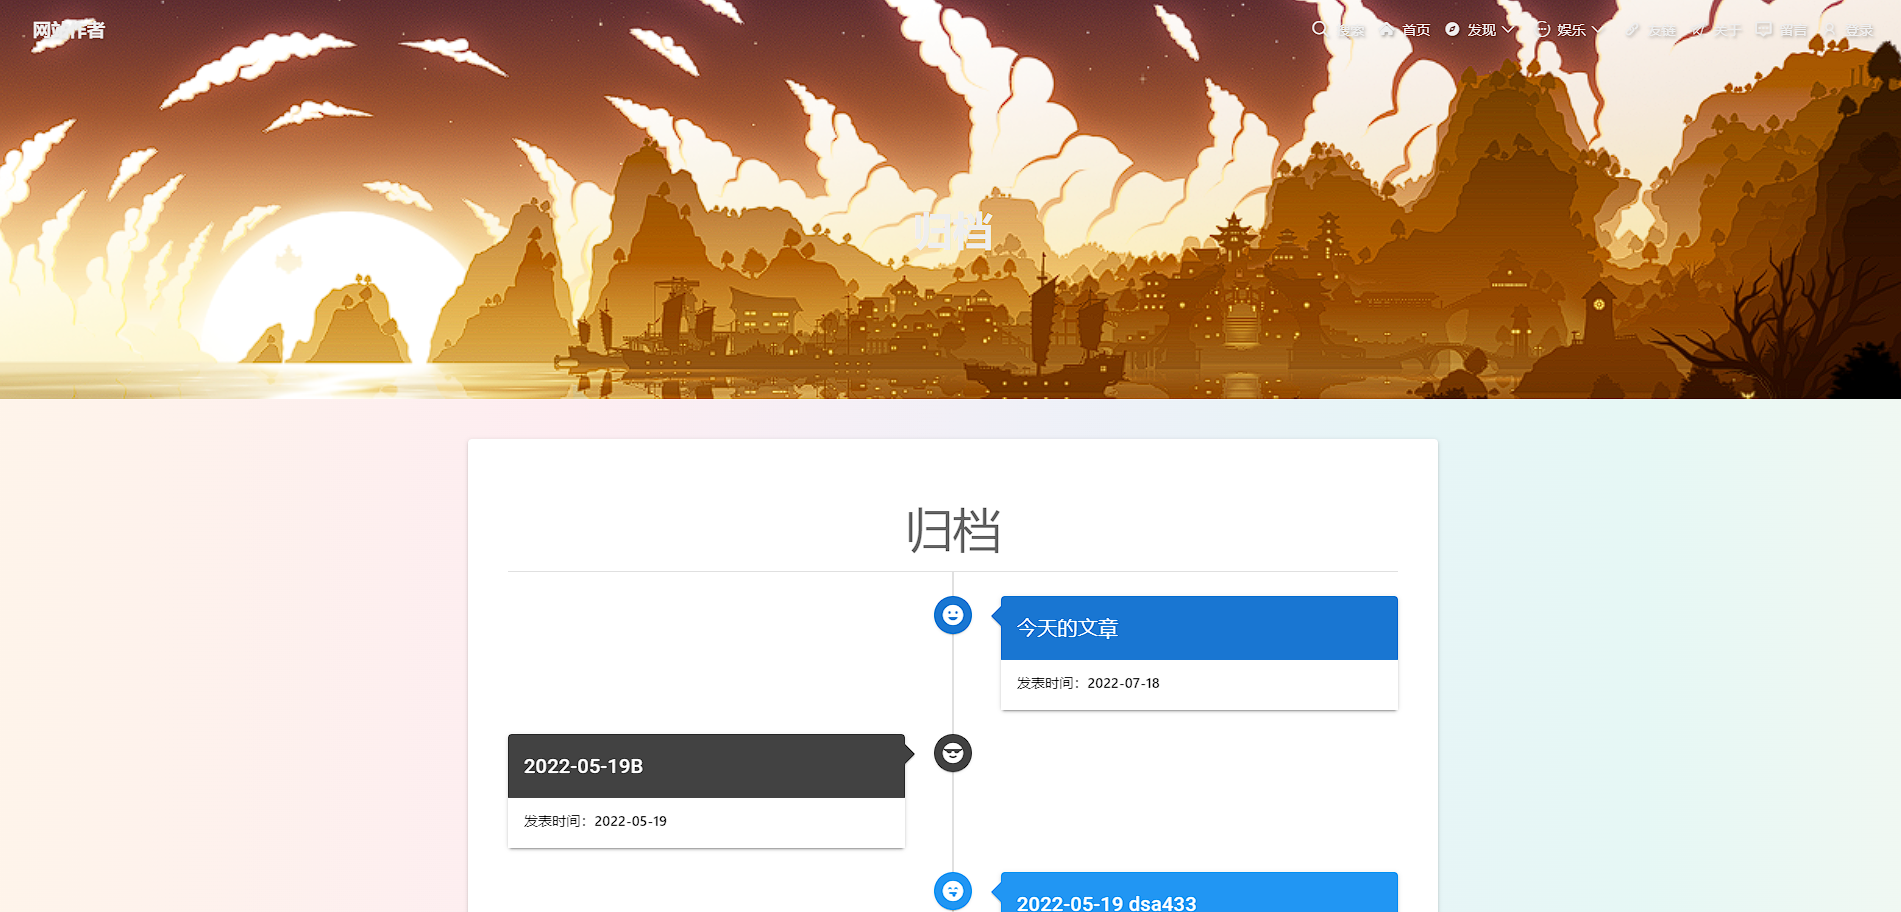 网站作者
搜索 首页 发现 娱乐 友链 关于 留言 登录
归档
归档
今天的文章
发表时间：2022-07-18
2022-05-19B
发表时间：2022-05-19
2022-05-19 dsa433